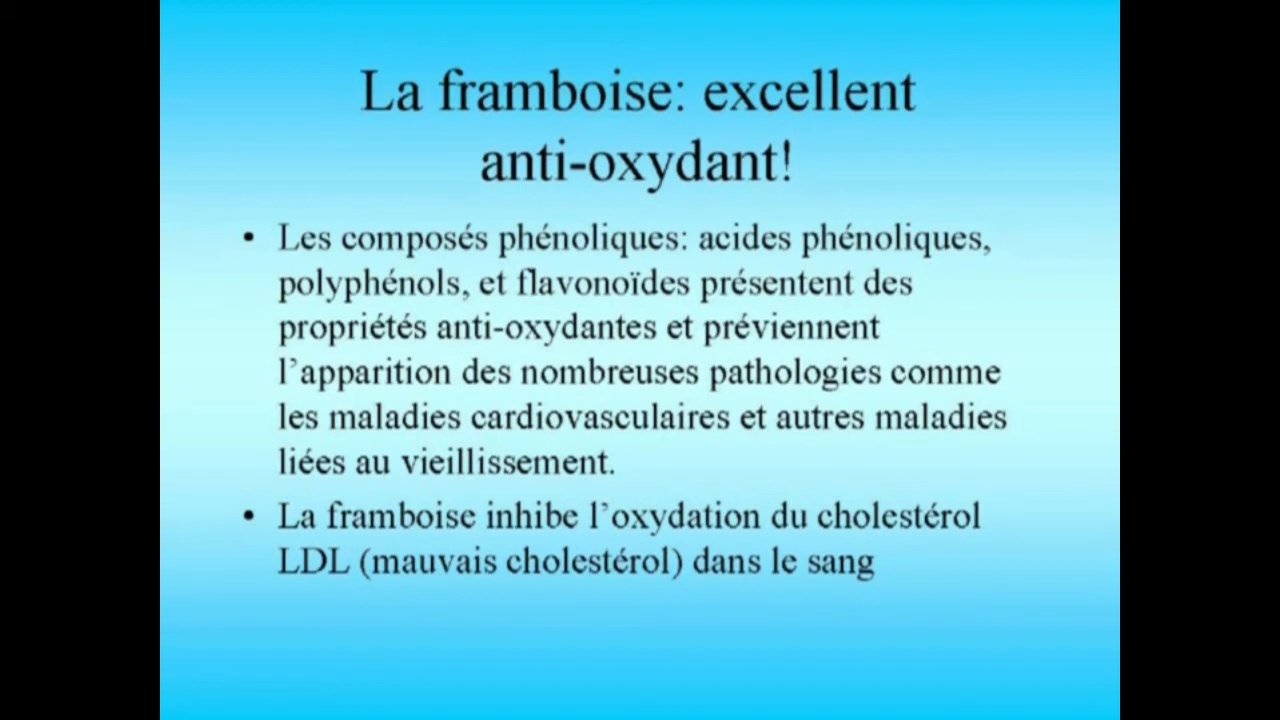 La framboise: excellent
anti-oxydant!
• Les composés phénoliques: acides phénoliques,
polyphénols, et flavonoïdes présentent des
propriétés anti-oxydantes et préviennent
l’apparition des nombreuses pathologies comme
les maladies cardiovasculaires et autres maladies
liées au vieillissement.
• La framboise inhibe l’oxydation du cholestérol
LDL (mauvais cholestérol) dans le sang